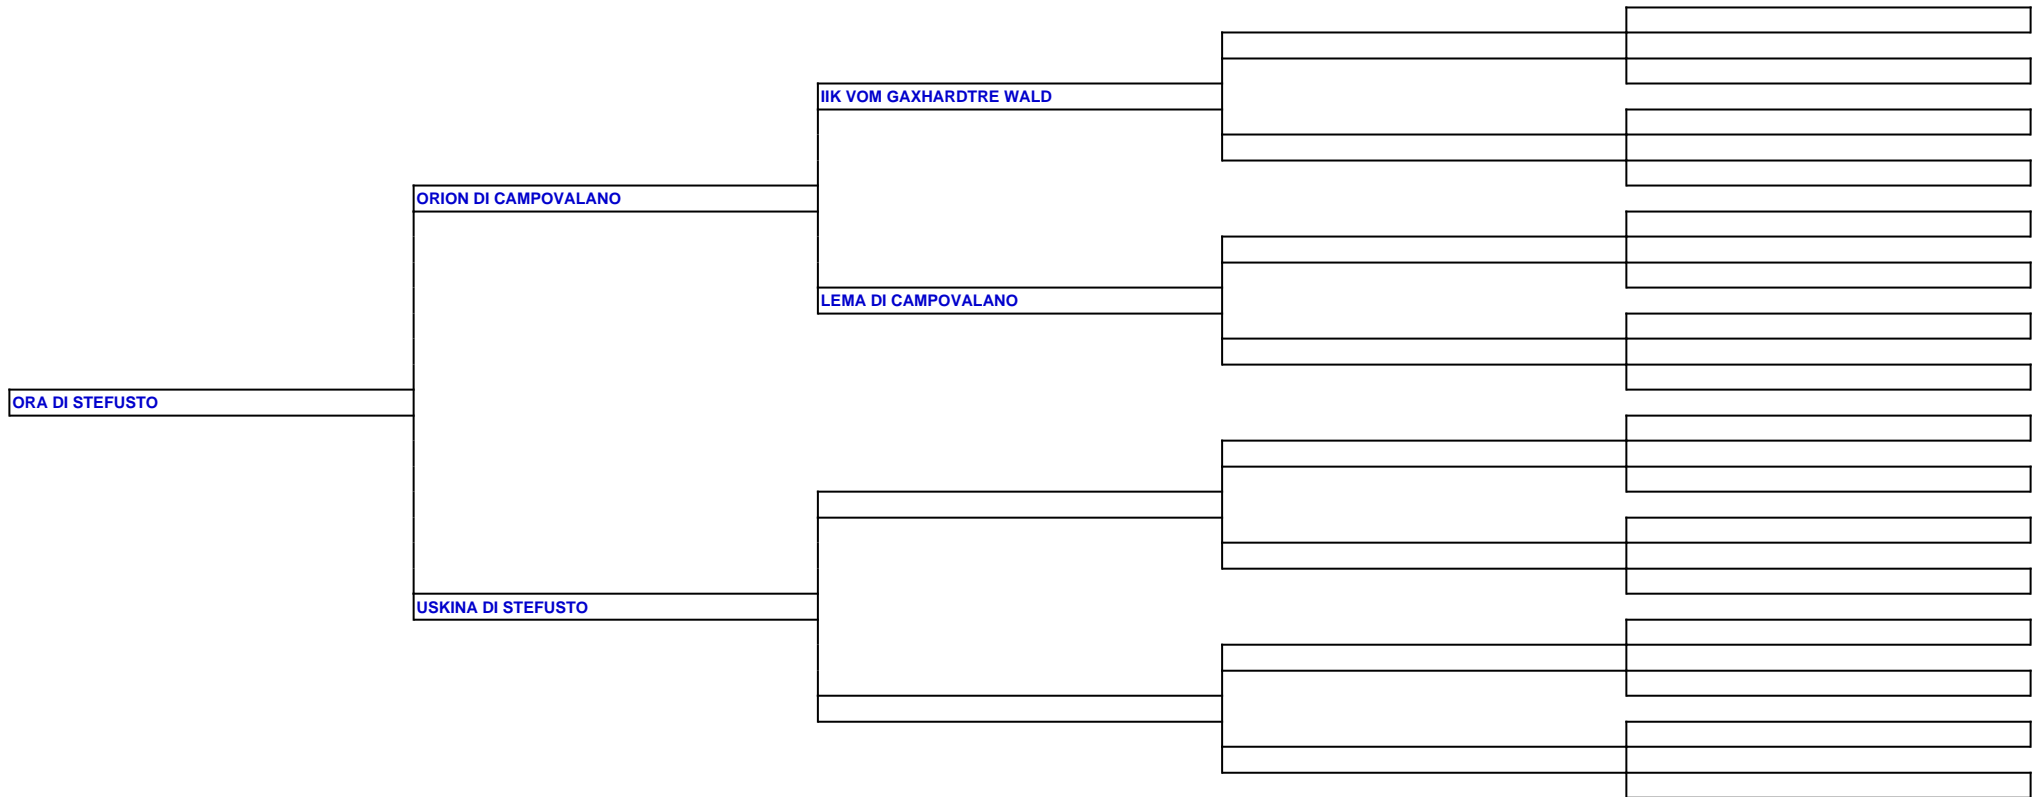 IIK VOM GAXHARDTRE WALD
ORION DI CAMPOVALANO
LEMA DI CAMPOVALANO
ORA DI STEFUSTO
USKINA DI STEFUSTO